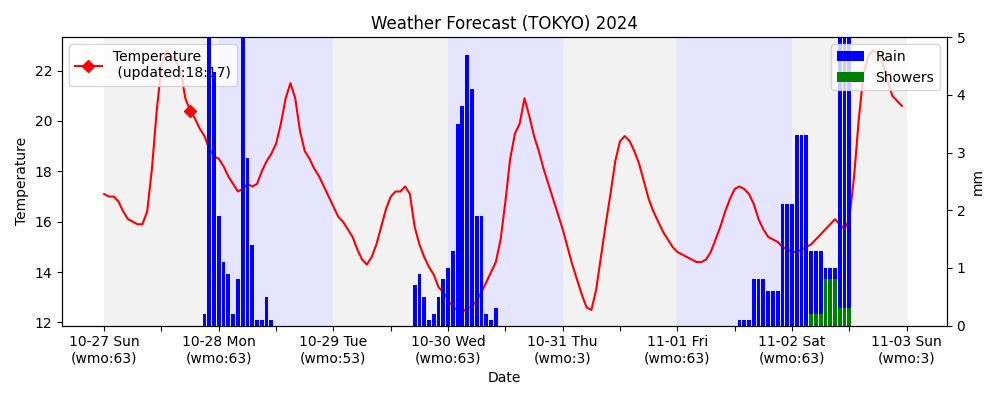 Weather Forecast (TOKYO) 2024
Temperature
(updated:18:17)
Rain
Showers
Temperature
22
20
18
16
14
12
5
4
3
2
1
0
mm
10-27 Sun
(wmo:63)
10-28 Mon
(wmo:63)
10-29 Tue
(wmo:53)
10-30 Wed
(wmo:63)
10-31 Thu
(wmo:3)
11-01 Fri
(wmo:63)
11-02 Sat
(wmo:63)
11-03 Sun
(wmo:3)
Date